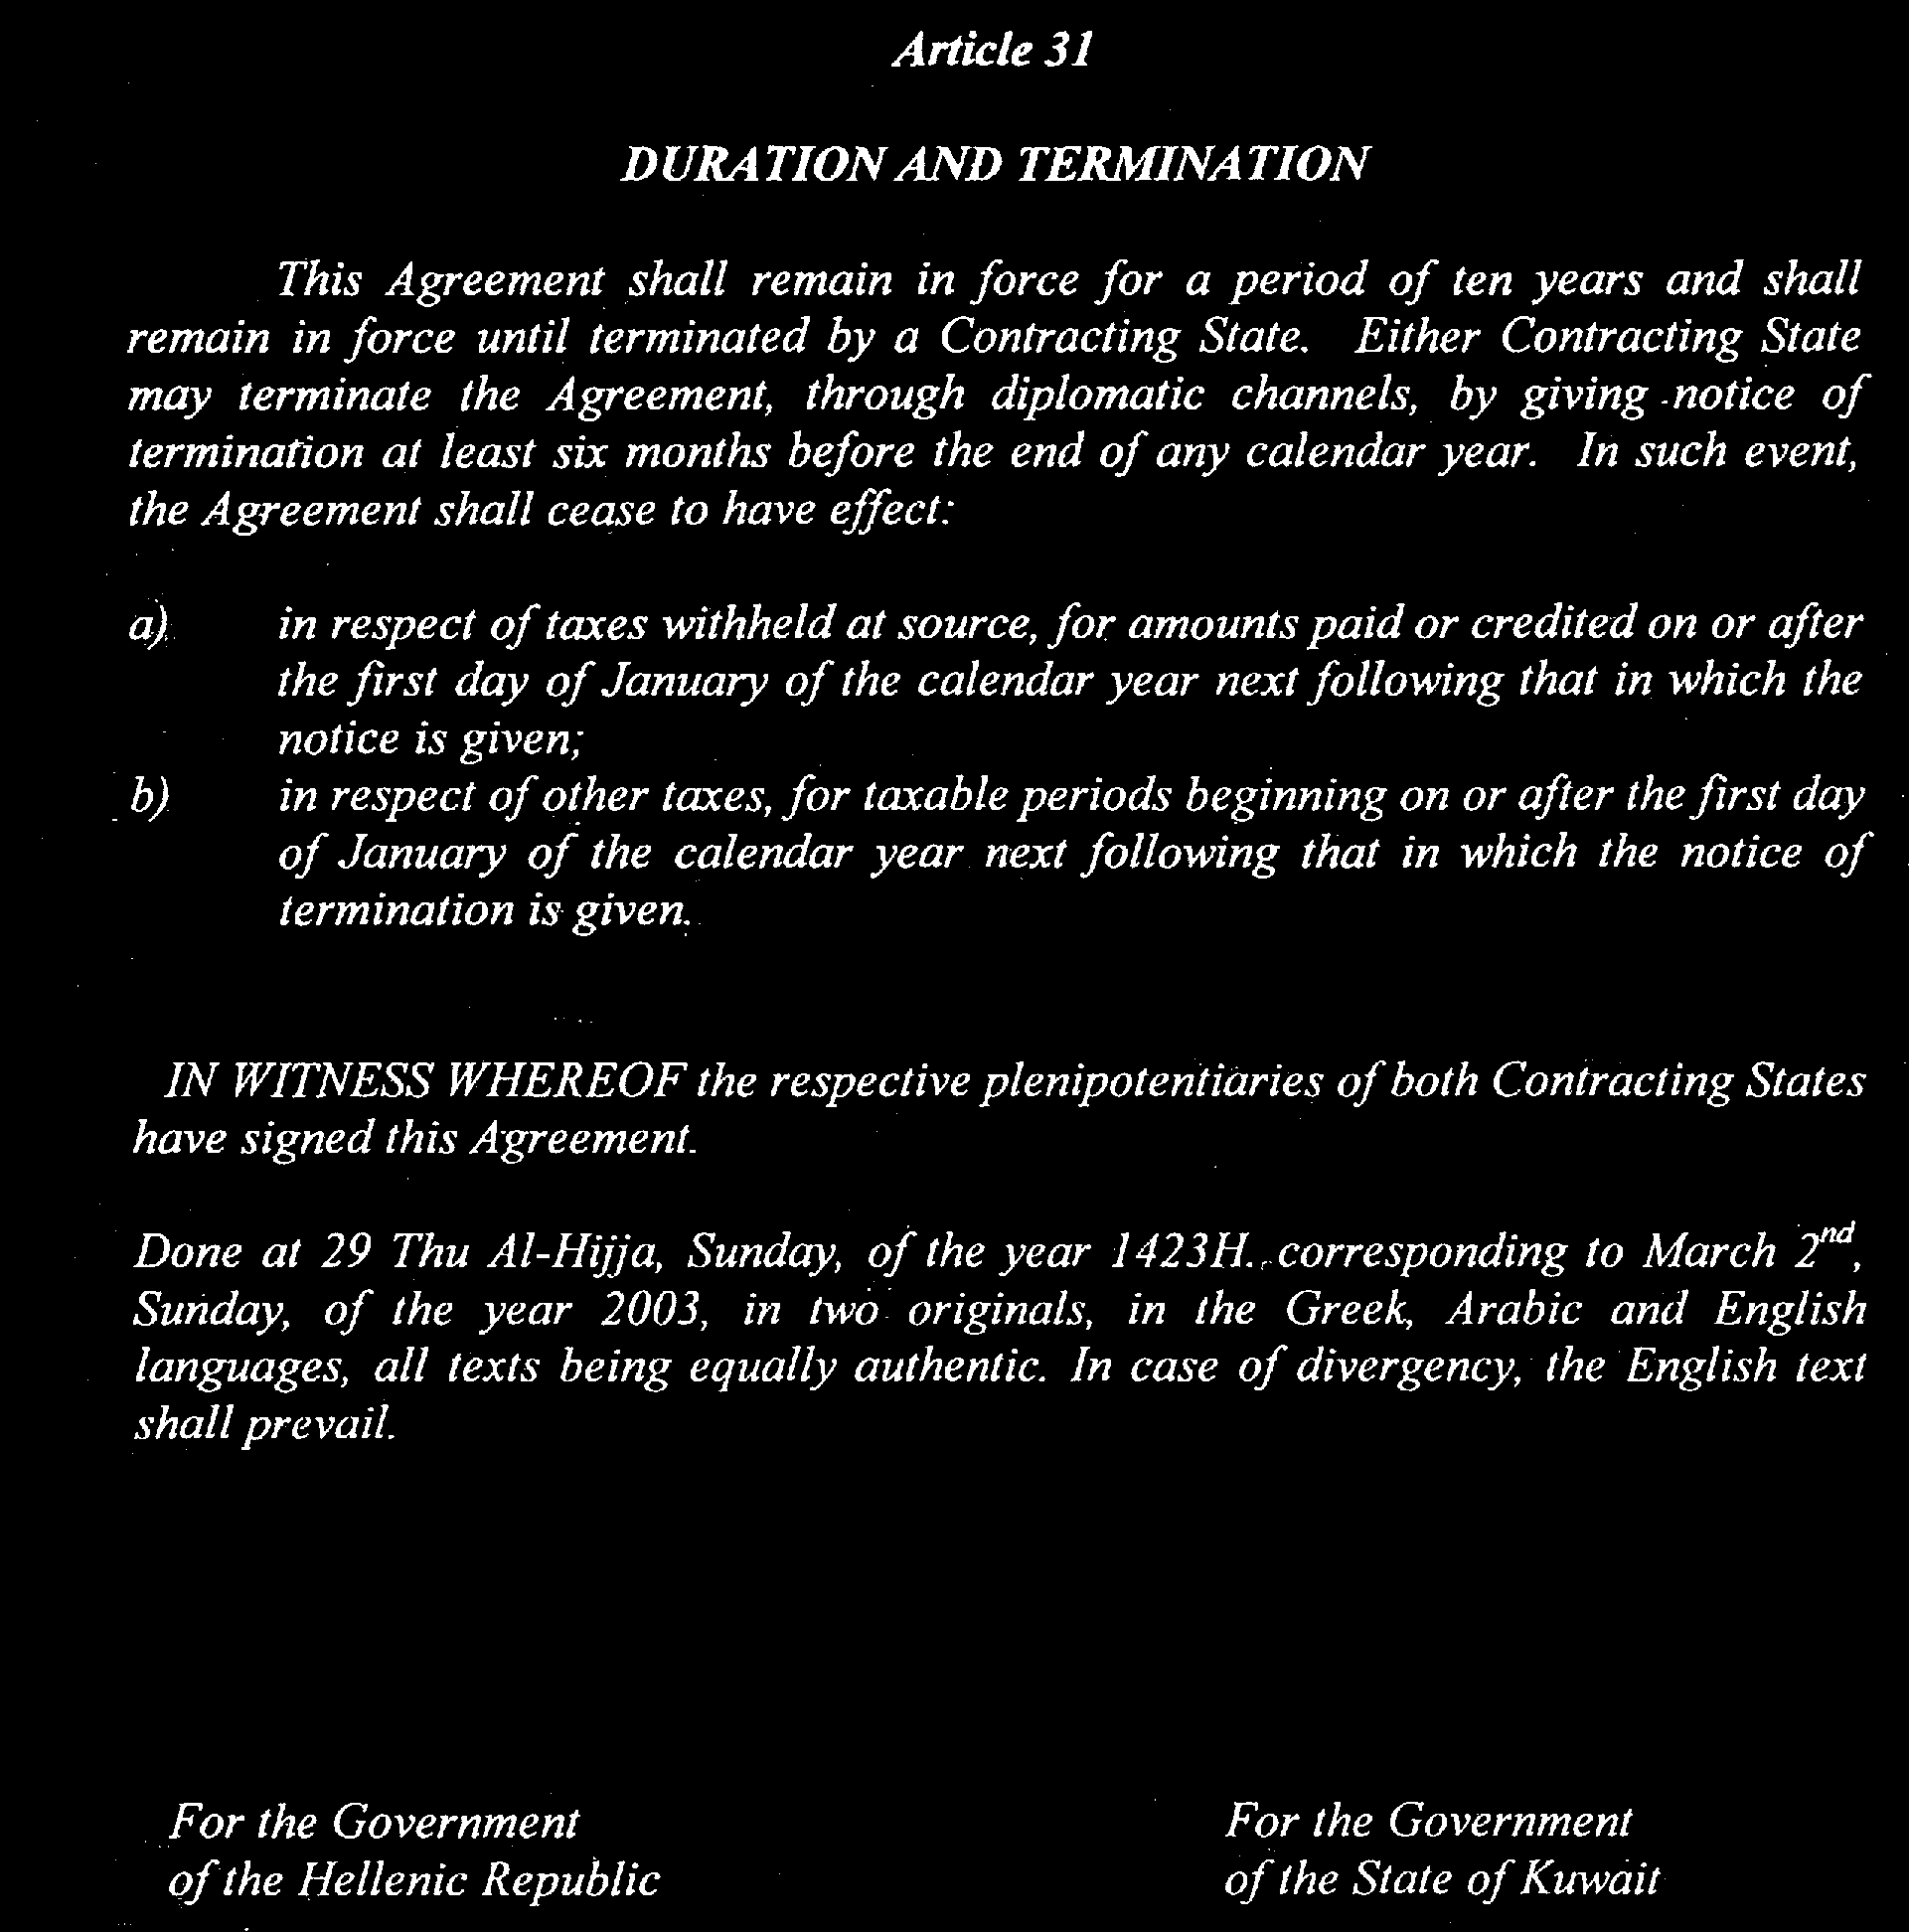 Article 31
DURATION AND TERMINATION
This Agreement shall remain in force for a period of ten years and shall
remain in force until terminated by a Contracting State. Either Contracting State
may terminate the Agreement, through diplomatic channels, by giving notice of
termination at least six months before the end of any calendar year. In such event,
the Agreement shall cease to have effect:
a) in respect of taxes withheld at source, for amounts paid or credited on or after
the first day of January of the calendar year next following that in which the
notice is given;
b) in respect of other taxes, for taxable periods beginning on or after the first day
of January of the calendar year next following that in which the notice of
termination is given.
IN WITNESS WHEREOF the respective plenipotentiaries of both Contracting States
have signed this Agreement.
Done at 29 Thu Al-Hijja, Sunday, of the year 1423H. corresponding to March 2nd,
Sunday, of the year 2003, in two originals, in the Greek, Arabic and English
languages, all texts being equally authentic. In case of divergency, the English text
shall prevail.
For the Government For the Government
of the Hellenic Republic of the State of Kuwait